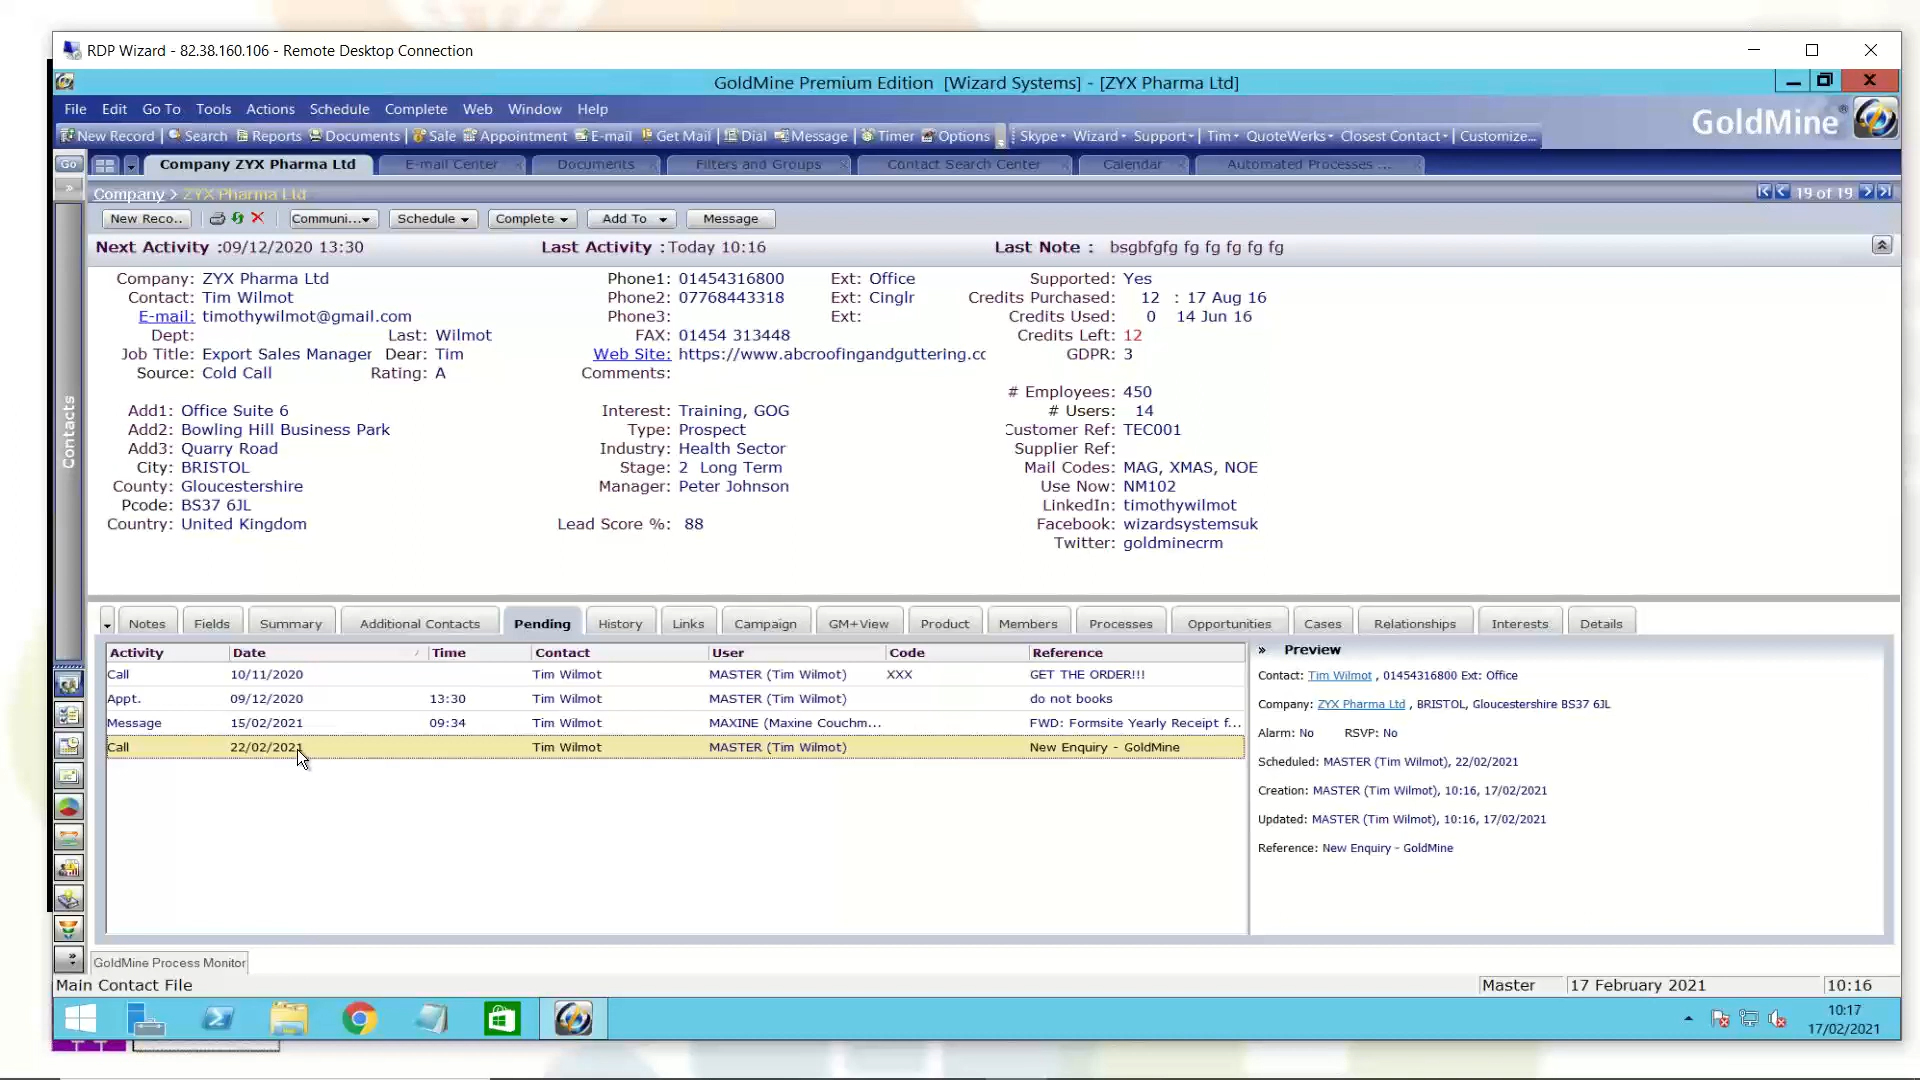 RDP Wizard - 82.38.160.106 - Remote Desktop Connection
GoldMine Premium Edition [Wizard Systems] - [ZYX Pharma Ltd]
File Edit Go To Tools Actions Schedule Complete Web Window Help
GoldMine
New Record Search Reports Documents Sale Appointment E-mail Get Mail Dial Message Timer Options Skype Wizard Support Tim QuoteWerks Closest Contact Customize...
Go Company ZYX Pharma Ltd E-mail Center Documents Filters and Groups Contact Search Center Calendar Automated Processes ...
Company > ZYX Pharma Ltd 19 of 19
New Reco.. Communi... Schedule Complete Add To Message
Next Activity :09/12/2020 13:30 Last Activity :Today 10:16 Last Note : bsgbfgfg fg fg fg fg fg
Company: ZYX Pharma Ltd Phone1: 01454316800 Ext: Office Supported: Yes
Contact: Tim Wilmot Phone2: 07768443318 Ext: Cinglr Credits Purchased: 12 : 17 Aug 16
E-mail: timothywilmot@gmail.com Phone3: Ext: Credits Used: 0 14 Jun 16
Dept: Last: Wilmot FAX: 01454 313448 Credits Left: 12
Job Title: Export Sales Manager Dear: Tim Web Site: https://www.abcroofingandguttering.cc GDPR: 3
Source: Cold Call Rating: A Comments:
# Employees: 450
Add1: Office Suite 6 Interest: Training, GOG # Users: 14
Add2: Bowling Hill Business Park Type: Prospect Customer Ref: TEC001
Add3: Quarry Road Industry: Health Sector Supplier Ref:
City: BRISTOL Stage: 2 Long Term Mail Codes: MAG, XMAS, NOE
County: Gloucestershire Manager: Peter Johnson Use Now: NM102
Pcode: BS37 6JL LinkedIn: timothywilmot
Country: United Kingdom Lead Score %: 88 Facebook: wizardsystemsuk
Twitter: goldminecrm
Contacts
Notes Fields Summary Additional Contacts Pending History Links Campaign GM+View Product Members Processes Opportunities Cases Relationships Interests Details
Activity Date Time Contact User Code Reference
Call 10/11/2020 Tim Wilmot MASTER (Tim Wilmot) XXX GET THE ORDER!!!
Appt. 09/12/2020 13:30 Tim Wilmot MASTER (Tim Wilmot) do not books
Message 15/02/2021 09:34 Tim Wilmot MAXINE (Maxine Couchm... FWD: Formsite Yearly Receipt f...
Call 22/02/2021 Tim Wilmot MASTER (Tim Wilmot) New Enquiry - GoldMine
» Preview
Contact: Tim Wilmot , 01454316800 Ext: Office
Company: ZYX Pharma Ltd , BRISTOL, Gloucestershire BS37 6JL
Alarm: No RSVP: No
Scheduled: MASTER (Tim Wilmot), 22/02/2021
Creation: MASTER (Tim Wilmot), 10:16, 17/02/2021
Updated: MASTER (Tim Wilmot), 10:16, 17/02/2021
Reference: New Enquiry - GoldMine
GoldMine Process Monitor
Main Contact File Master 17 February 2021 10:16
10:17
17/02/2021